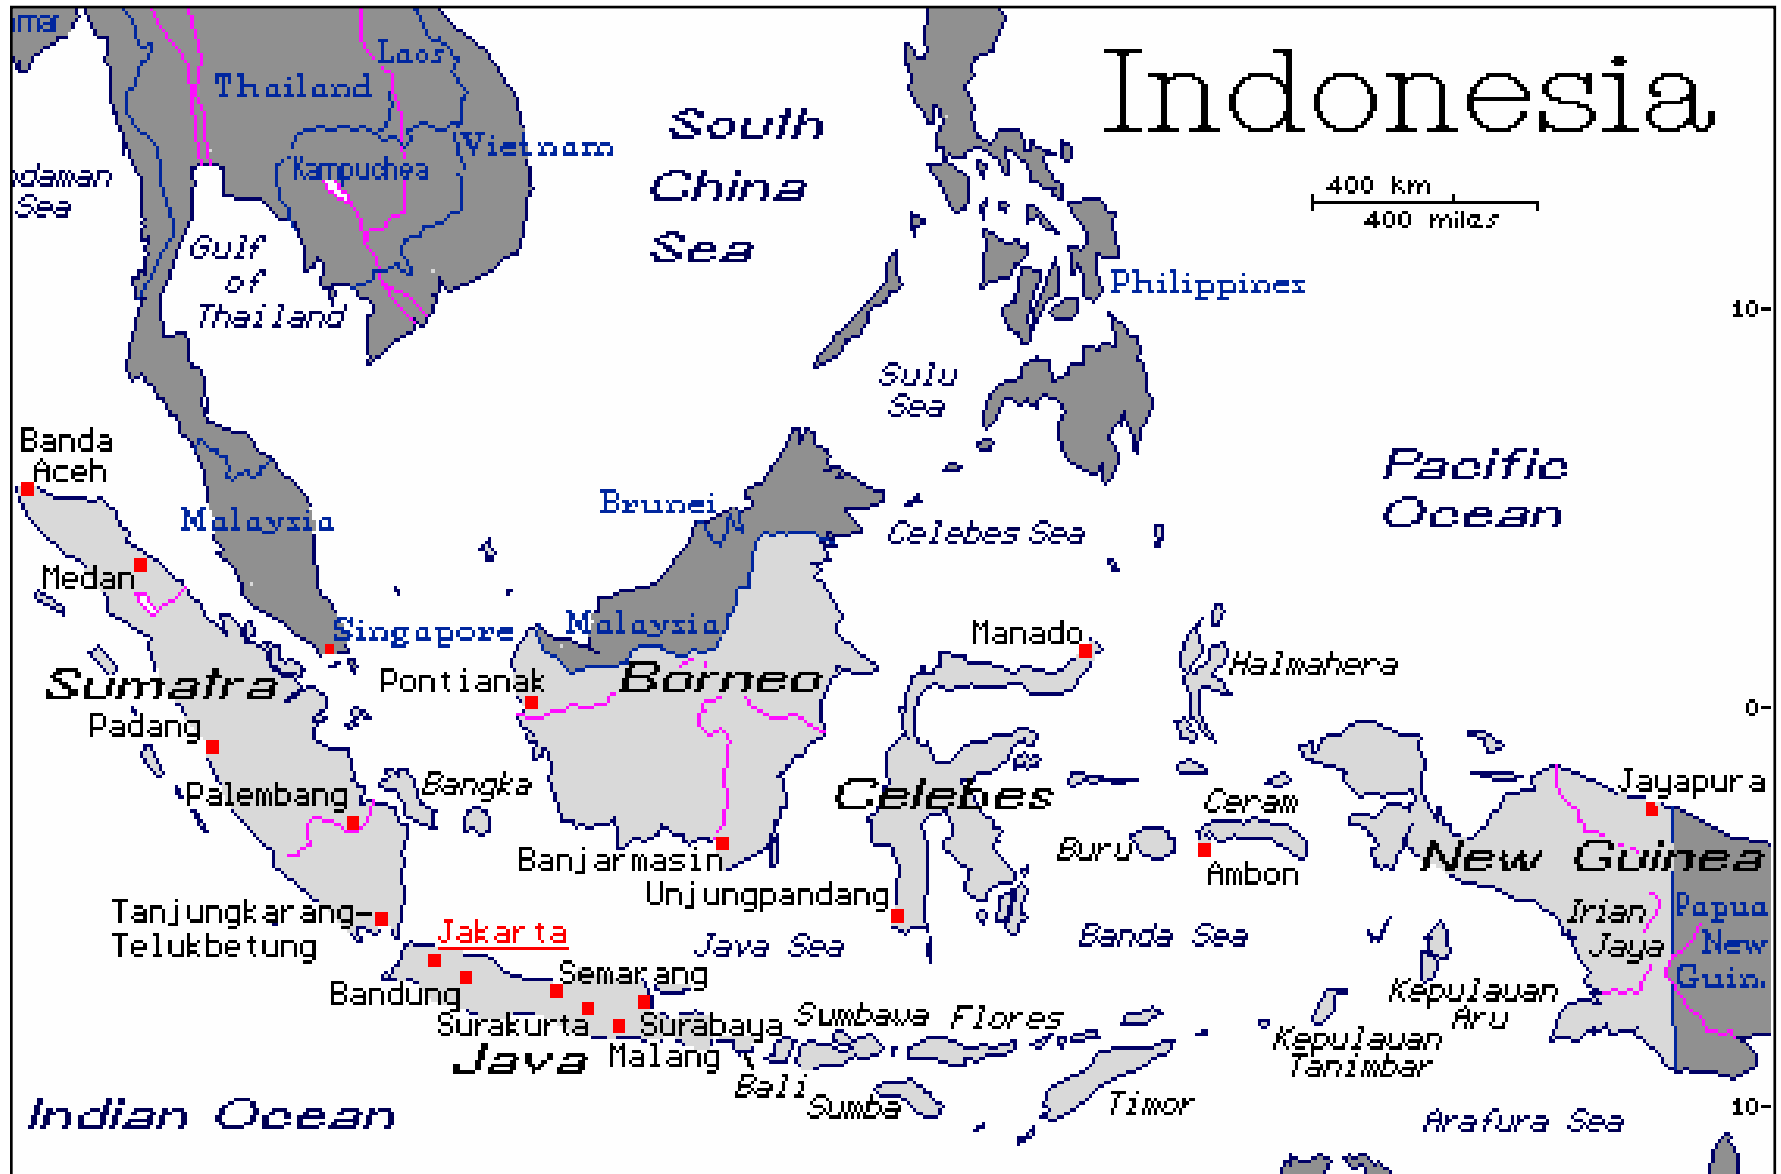 Indonesia
400 km
400 miles
Laos
Thailand
Vietnam
Kampuchea
South
China
Sea
Sea
Gulf
of
Thailand
Philippines
10-
Sulu
Sea
Banda
Aceh
Pacific
Ocean
Malaysia
Brunei
Celebes Sea
Medan
Singapore
Malaysia
Manado
Halmahera
Sumatra
Pontianak
Borneo
0-
Padang
Palembang
Bangka
Celebes
Ceram
Jayapura
Buru
Ambon
New Guinea
Banjarmasin
Unjungpandang
Tanjungkarang-
Telukbetung
Jakarta
Java Sea
Banda Sea
Irian
Jaya
Papua
New
Guin.
Bandung
Semarang
Surakurta
Surabaya
Sumbawa
Flores
Kepulauan
Aru
Java
Malang
Bali
Sumba
Timor
Kepulauan
Tanimbar
Indian Ocean
Arafura Sea
10-